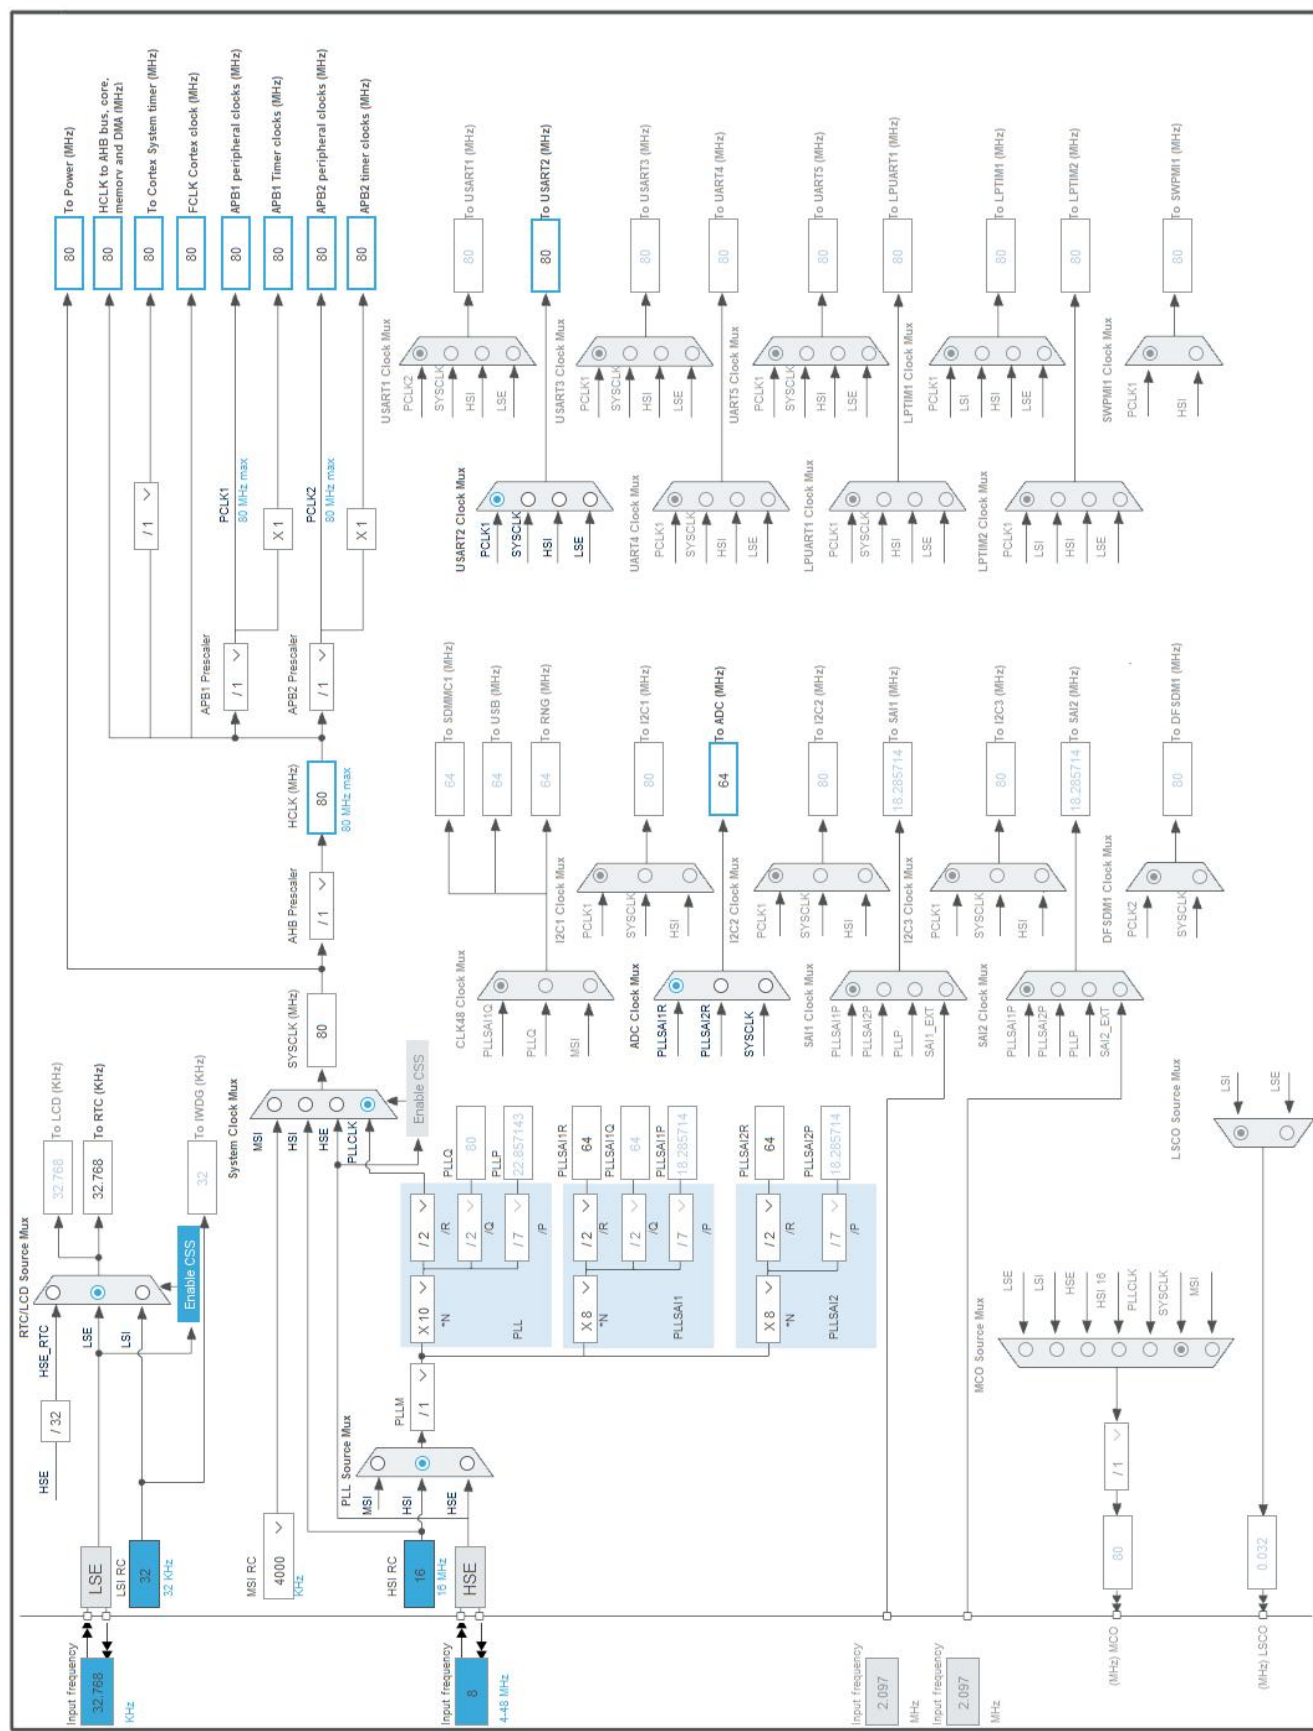 Input frequency
32.768
KHz
LSE
LSI RC
32
32 KHz
HSE
/ 32
HSE_RTC
LSE
LSI
RTC/LCD Source Mux
Enable CSS
32.768
To LCD (KHz)
32.768
To RTC (KHz)
32
To IWDG (KHz)
MSI RC
4000
KHz
HSI RC
16
16 MHz
Input frequency
8
4-48 MHz
HSE
PLL Source Mux
MSI
HSI
HSE
PLLM
/ 1
X 10
*N
PLL
/ 2
/R
/ 2
/Q
/ 7
/P
PLLQ
80
PLLP
22.857143
X 8
*N
PLLSAI1
/ 2
/R
/ 2
/Q
/ 7
/P
PLLSAI1R
64
PLLSAI1Q
64
PLLSAI1P
18.285714
X 8
*N
PLLSAI2
/ 2
/R
/ 7
/P
PLLSAI2R
64
PLLSAI2P
18.285714
System Clock Mux
MSI
HSI
HSE
PLLCLK
Enable CSS
SYSCLK (MHz)
80
AHB Prescaler
/ 1
HCLK (MHz)
80
80 MHz max
/ 1
APB1 Prescaler
/ 1
PCLK1
80 MHz max
X 1
APB2 Prescaler
/ 1
PCLK2
80 MHz max
X 1
80
To Power (MHz)
80
HCLK to AHB bus, core,
memory and DMA (MHz)
80
To Cortex System timer (MHz)
80
FCLK Cortex clock (MHz)
80
APB1 peripheral clocks (MHz)
80
APB1 Timer clocks (MHz)
80
APB2 peripheral clocks (MHz)
80
APB2 timer clocks (MHz)
CLK48 Clock Mux
PLLSAI1Q
PLLQ
MSI
64
To SDMMC1 (MHz)
64
To USB (MHz)
64
To RNG (MHz)
I2C1 Clock Mux
PCLK1
SYSCLK
HSI
80
To I2C1 (MHz)
ADC Clock Mux
PLLSAI1R
PLLSAI2R
SYSCLK
64
To ADC (MHz)
I2C2 Clock Mux
PCLK1
SYSCLK
HSI
80
To I2C2 (MHz)
SAI1 Clock Mux
PLLSAI1P
PLLSAI2P
PLLP
SAI1_EXT
18.285714
To SAI1 (MHz)
I2C3 Clock Mux
PCLK1
SYSCLK
HSI
80
To I2C3 (MHz)
SAI2 Clock Mux
PLLSAI1P
PLLSAI2P
PLLP
SAI2_EXT
18.285714
To SAI2 (MHz)
DFSDM1 Clock Mux
PCLK2
SYSCLK
80
To DFSDM1 (MHz)
USART1 Clock Mux
PCLK2
SYSCLK
HSI
LSE
80
To USART1 (MHz)
USART2 Clock Mux
PCLK1
SYSCLK
HSI
LSE
80
To USART2 (MHz)
USART3 Clock Mux
PCLK1
SYSCLK
HSI
LSE
80
To USART3 (MHz)
UART4 Clock Mux
PCLK1
SYSCLK
HSI
LSE
80
To UART4 (MHz)
UART5 Clock Mux
PCLK1
SYSCLK
HSI
LSE
80
To UART5 (MHz)
LPUART1 Clock Mux
PCLK1
SYSCLK
HSI
LSE
80
To LPUART1 (MHz)
LPTIM1 Clock Mux
PCLK1
LSI
HSI
LSE
80
To LPTIM1 (MHz)
LPTIM2 Clock Mux
PCLK1
LSI
HSI
LSE
80
To LPTIM2 (MHz)
SWPMI1 Clock Mux
PCLK1
HSI
80
To SWPMI1 (MHz)
Input frequency
2.097
MHz
Input frequency
2.097
MHz
MCO Source Mux
LSE
LSI
HSE
HSI 16
PLLCLK
SYSCLK
MSI
/ 1
80
(MHz) MCO
LSCO Source Mux
LSI
LSE
0.032
(MHz) LSCO